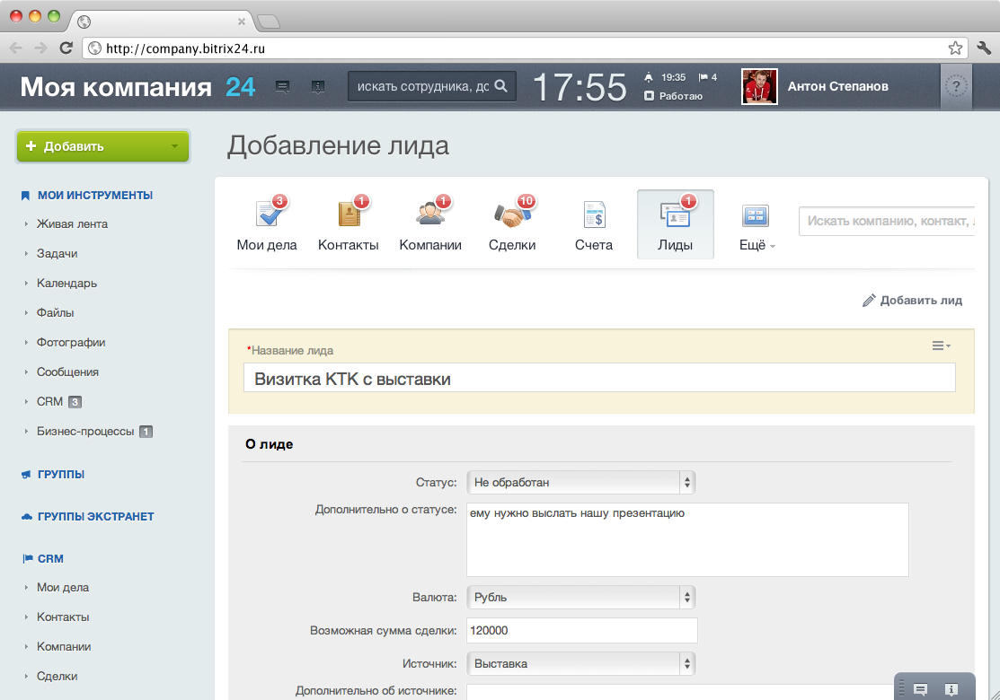 http://company.bitrix24.ru
Моя компания 24
искать сотрудника, до
17:55
19:35
4
Работаю
Антон Степанов
?
+ Добавить
Добавление лида
МОИ ИНСТРУМЕНТЫ
Живая лента
Задачи
Календарь
Файлы
Фотографии
Сообщения
CRM 3
Бизнес-процессы 1
ГРУППЫ
ГРУППЫ ЭКСТРАНЕТ
CRM
Мои дела
Контакты
Компании
Сделки
3
Мои дела
1
Контакты
1
Компании
10
Сделки
Счета
1
Лиды
Ещё
Искать компанию, контакт,
Добавить лид
*Название лида
Визитка КТК с выставки
О лиде
Статус: Не обработан
Дополнительно о статусе: ему нужно выслать нашу презентацию
Валюта: Рубль
Возможная сумма сделки: 120000
Источник: Выставка
Дополнительно об источнике: